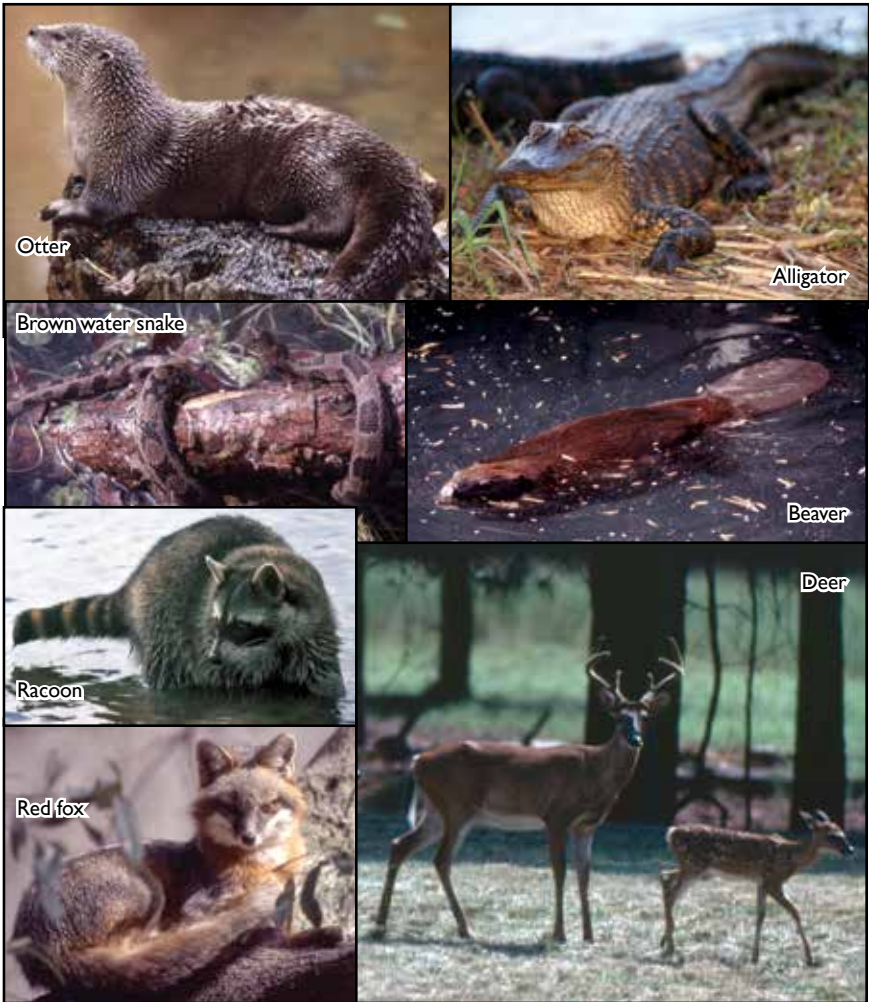 Otter
Alligator
Brown water snake
Beaver
Racoon
Deer
Red fox